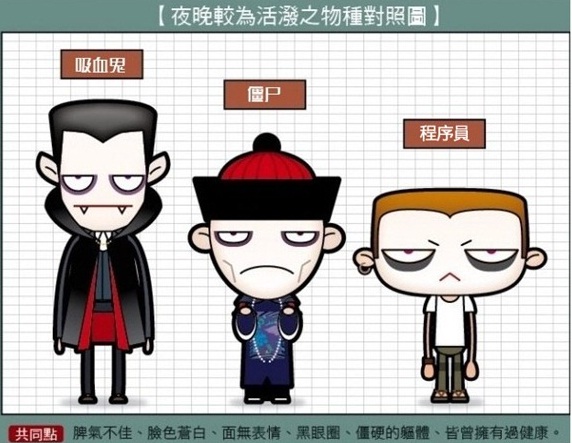 【夜晚較為活潑之物種對照圖】
吸血鬼
僵尸
程序員
共同點 脾氣不佳、臉色蒼白、面無表情、黑眼圈、僵硬的軀體、皆曾擁有過健康。